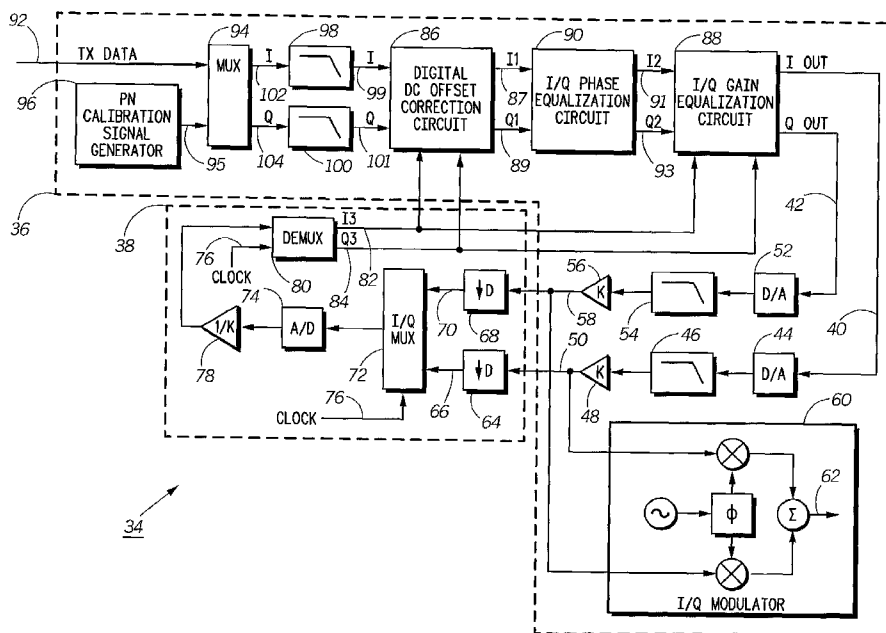 92
94
98
86
90
88
TX DATA
MUX
I
I
I1
I2
I OUT
96
102
99
87
91
PN
CALIBRATION
SIGNAL
GENERATOR
DIGITAL
DC OFFSET
CORRECTION
CIRCUIT
I/Q PHASE
EQUALIZATION
CIRCUIT
I/Q GAIN
EQUALIZATION
CIRCUIT
Q
Q
Q1
Q2
Q OUT
95
104
100
101
89
93
36
38
42
76
DEMUX
I3
Q3
82
CLOCK
80
84
74
I/Q
MUX
70
↓D
68
56
K
58
54
52
D/A
40
1/K
78
A/D
72
66
↓D
64
50
K
48
46
44
D/A
CLOCK
76
60
34
ϕ
Σ
62
I/Q MODULATOR